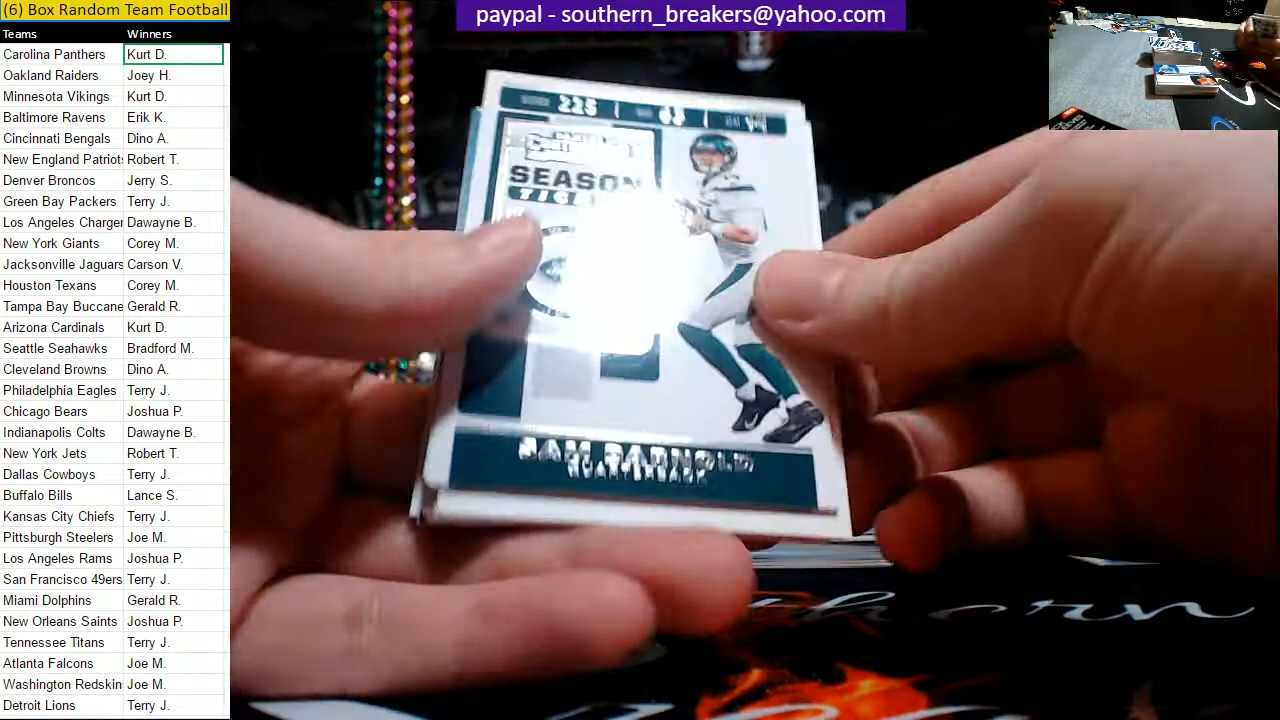 (6) Box Random Team Football
paypal - southern_breakers@yahoo.com
Teams Winners
Carolina Panthers Kurt D.
Oakland Raiders Joey H.
Minnesota Vikings Kurt D.
Baltimore Ravens Erik K.
Cincinnati Bengals Dino A.
New England Patriots Robert T.
Denver Broncos Jerry S.
Green Bay Packers Terry J.
Los Angeles Charger Dawayne B.
New York Giants Corey M.
Jacksonville Jaguars Carson V.
Houston Texans Corey M.
Tampa Bay Buccane Gerald R.
Arizona Cardinals Kurt D.
Seattle Seahawks Bradford M.
Cleveland Browns Dino A.
Philadelphia Eagles Terry J.
Chicago Bears Joshua P.
Indianapolis Colts Dawayne B.
New York Jets Robert T.
Dallas Cowboys Terry J.
Buffalo Bills Lance S.
Kansas City Chiefs Terry J.
Pittsburgh Steelers Joe M.
Los Angeles Rams Joshua P.
San Francisco 49ers Terry J.
Miami Dolphins Gerald R.
New Orleans Saints Joshua P.
Tennessee Titans Terry J.
Atlanta Falcons Joe M.
Washington Redskin Joe M.
Detroit Lions Terry J.
225
SEASON
SAM DARNOLD
QUARTERBACK